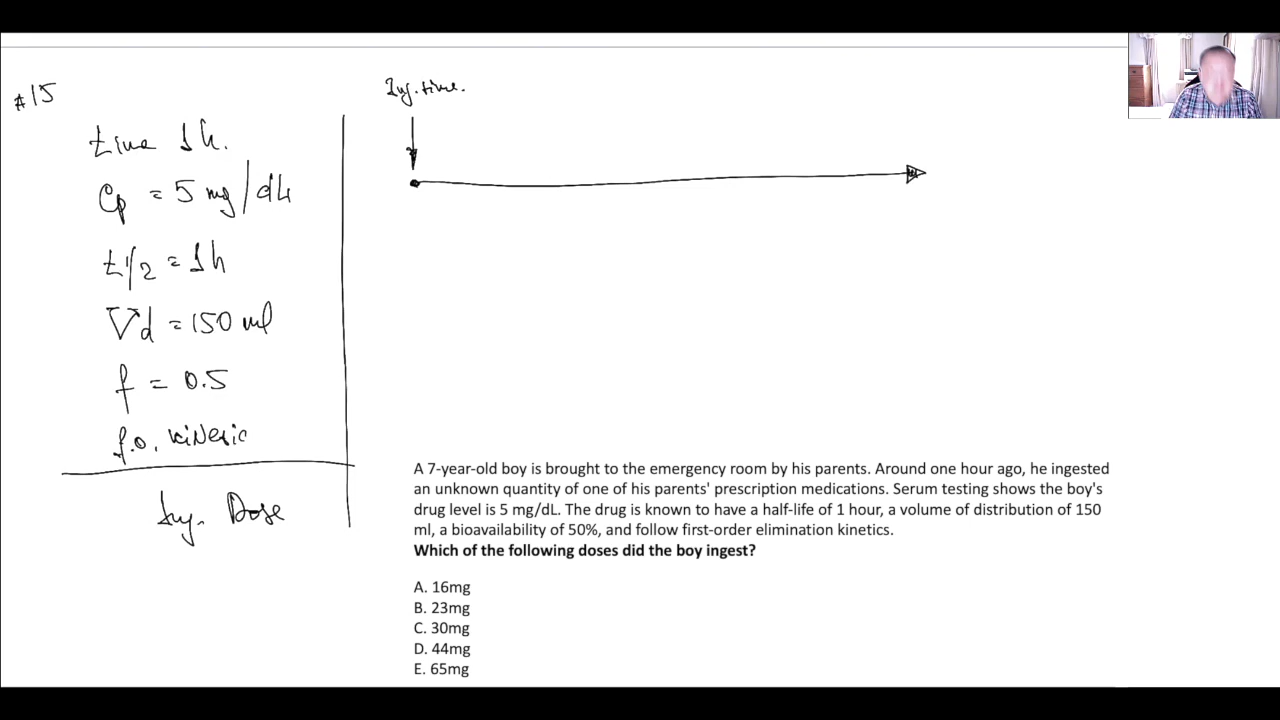 #15
time 1h.
Cp = 5 mg/dL
t1/2 = 1h
Vd = 150 ml
f = 0.5
f.o. kinetic
Ing. Dose
Ing. time.
A 7-year-old boy is brought to the emergency room by his parents. Around one hour ago, he ingested
an unknown quantity of one of his parents' prescription medications. Serum testing shows the boy's
drug level is 5 mg/dL. The drug is known to have a half-life of 1 hour, a volume of distribution of 150
ml, a bioavailability of 50%, and follow first-order elimination kinetics.
Which of the following doses did the boy ingest?
A. 16mg
B. 23mg
C. 30mg
D. 44mg
E. 65mg